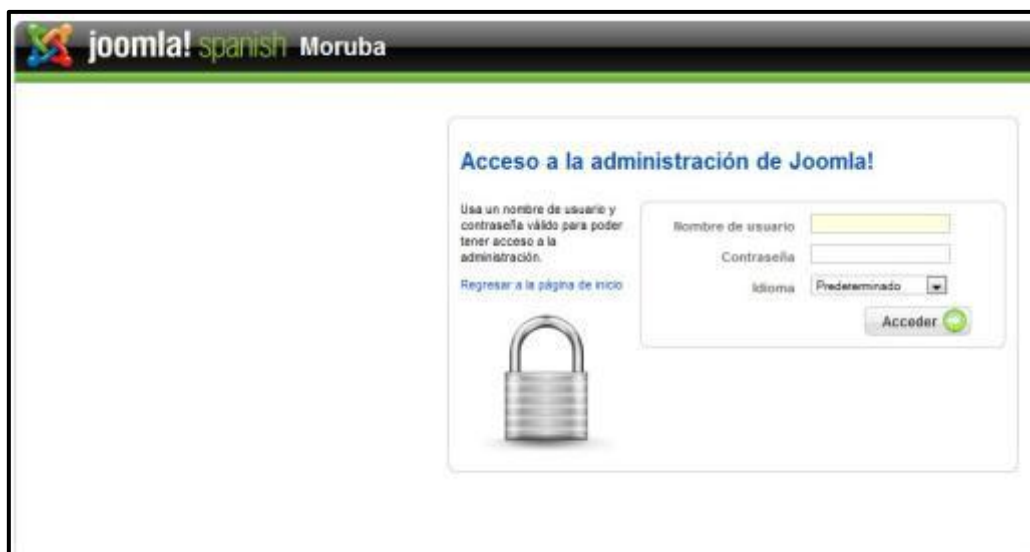 joomla! spanish Moruba
Acceso a la administración de Joomla!
Usa un nombre de usuario y
contraseña válido para poder
tener acceso a la
administración.
Regresar a la página de inicio
Nombre de usuario
Contraseña
Idioma Predeterminado
Acceder